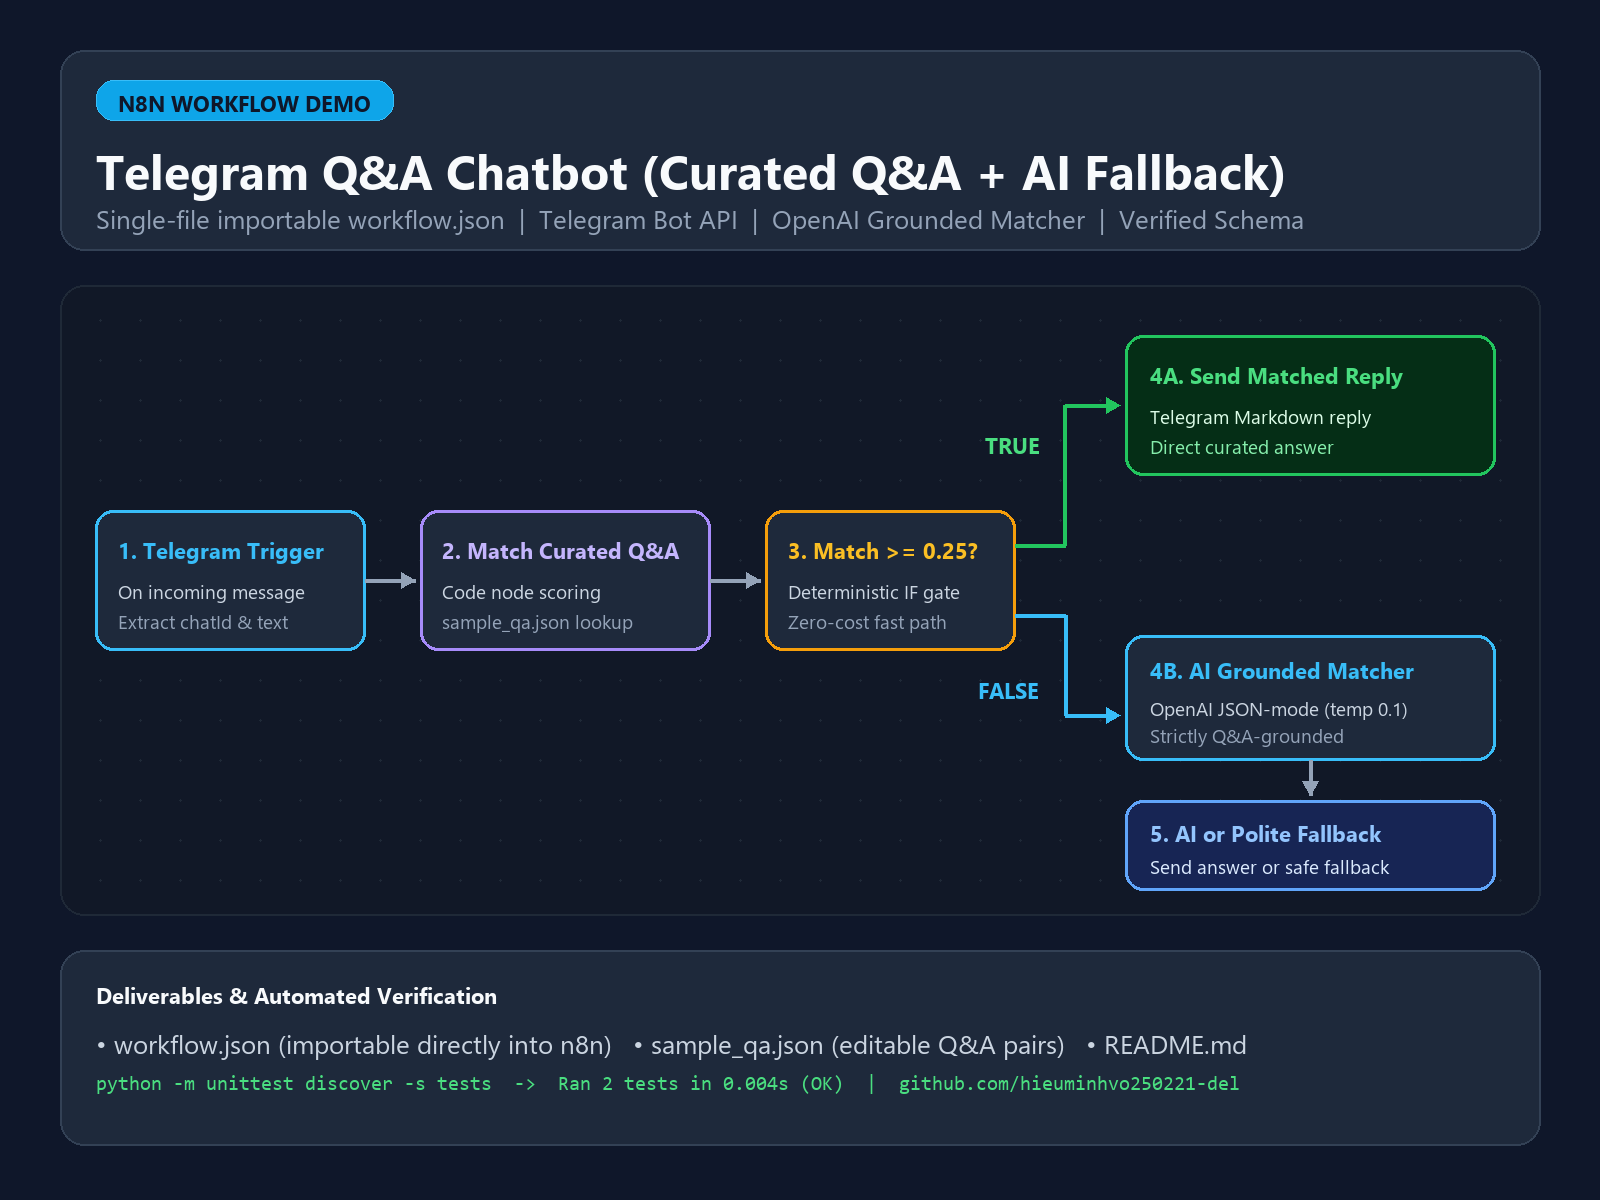 N8N WORKFLOW DEMO
Telegram Q&A Chatbot (Curated Q&A + AI Fallback)
Single-file importable workflow.json | Telegram Bot API | OpenAI Grounded Matcher | Verified Schema
1. Telegram Trigger
On incoming message
Extract chatId & text
2. Match Curated Q&A
Code node scoring
sample_qa.json lookup
3. Match >= 0.25?
Deterministic IF gate
Zero-cost fast path
TRUE
4A. Send Matched Reply
Telegram Markdown reply
Direct curated answer
FALSE
4B. AI Grounded Matcher
OpenAI JSON-mode (temp 0.1)
Strictly Q&A-grounded
5. AI or Polite Fallback
Send answer or safe fallback
Deliverables & Automated Verification
• workflow.json (importable directly into n8n) • sample_qa.json (editable Q&A pairs) • README.md
python -m unittest discover -s tests -> Ran 2 tests in 0.004s (OK) | github.com/hieuminhvo250221-del